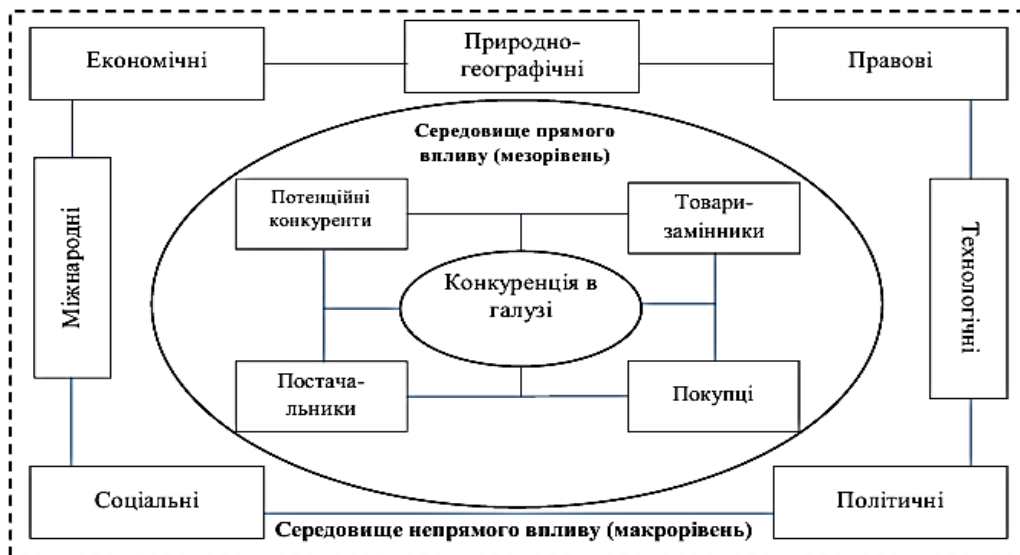 Економічні
Природно-
географічні
Правові
Середовище прямого
впливу (мезорівень)
Потенційні
конкуренти
Товари-
замінники
Міжнародні
Конкуренція в
галузі
Технологічні
Постача-
льники
Покупці
Соціальні
Політичні
Середовище непрямого впливу (макрорівень)